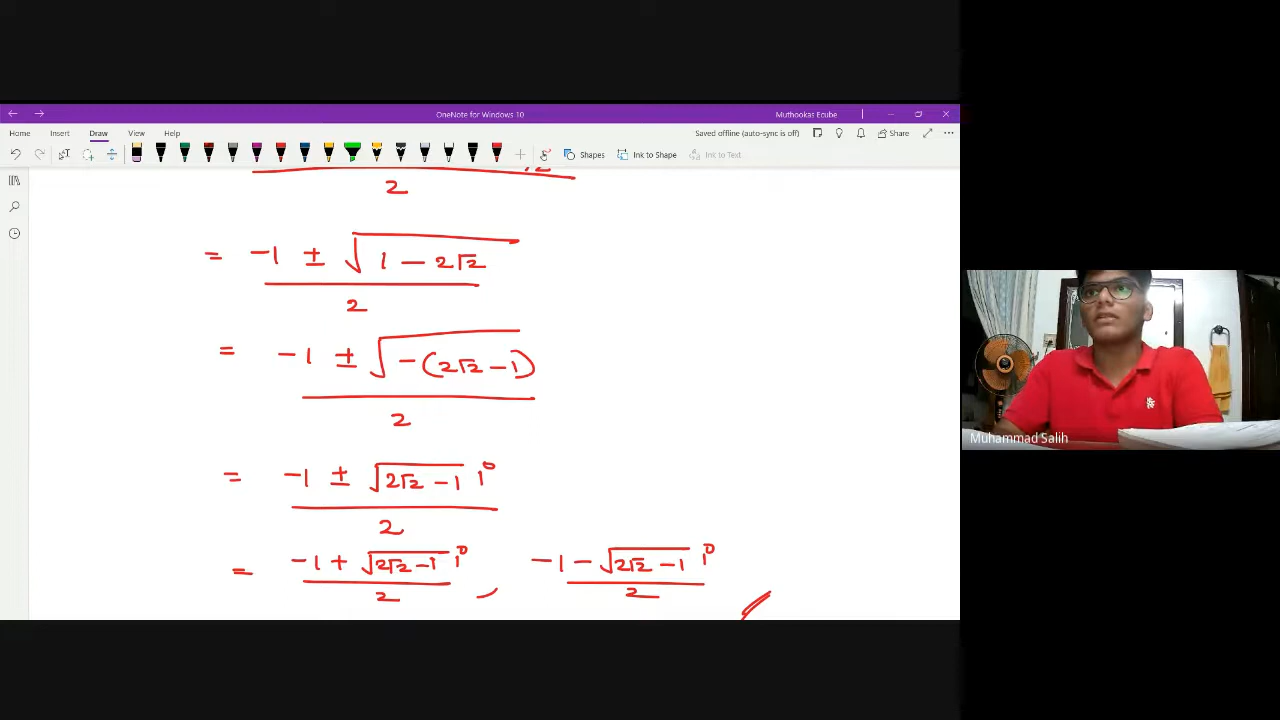 OneNote for Windows 10
Muthookas Ecube
Home Insert Draw View Help
Saved offline (auto-sync is off)
Share
Shapes
Ink to Shape
Ink to Text
2
= -1 ± √(1 - 2√2)
2
= -1 ± √(-(2√2 - 1))
2
= -1 ± √(2√2 - 1) i
2
= -1 + √(2√2 - 1) i , -1 - √(2√2 - 1) i
2 2
Muhammad Salih